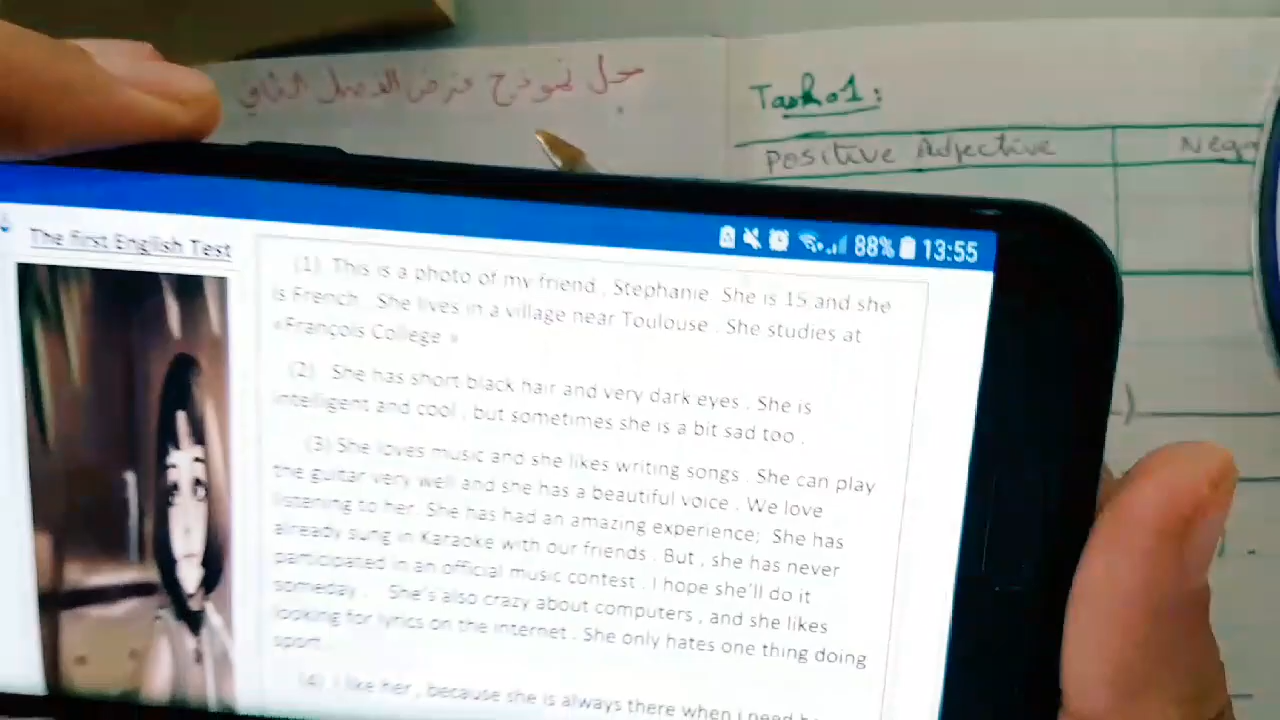 حل نموذج فرض الفصل الثاني
Task01:
Positive Adjective
Nega
88% 13:55
The First English Test
(1) This is a photo of my friend , Stephanie. She is 15 and she
is French . She lives in a village near Toulouse . She studies at
«François College »
(2) She has short black hair and very dark eyes . She is
intelligent and cool , but sometimes she is a bit sad too .
(3) She loves music and she likes writing songs . She can play
the guitar very well and she has a beautiful voice . We love
listening to her. She has had an amazing experience; She has
already sung in Karaoke with our friends . But , she has never
participated in an official music contest . I hope she'll do it
someday . She's also crazy about computers , and she likes
looking for lyrics on the internet . She only hates one thing doing
sport .
(4) I like her , because she is always there when i need